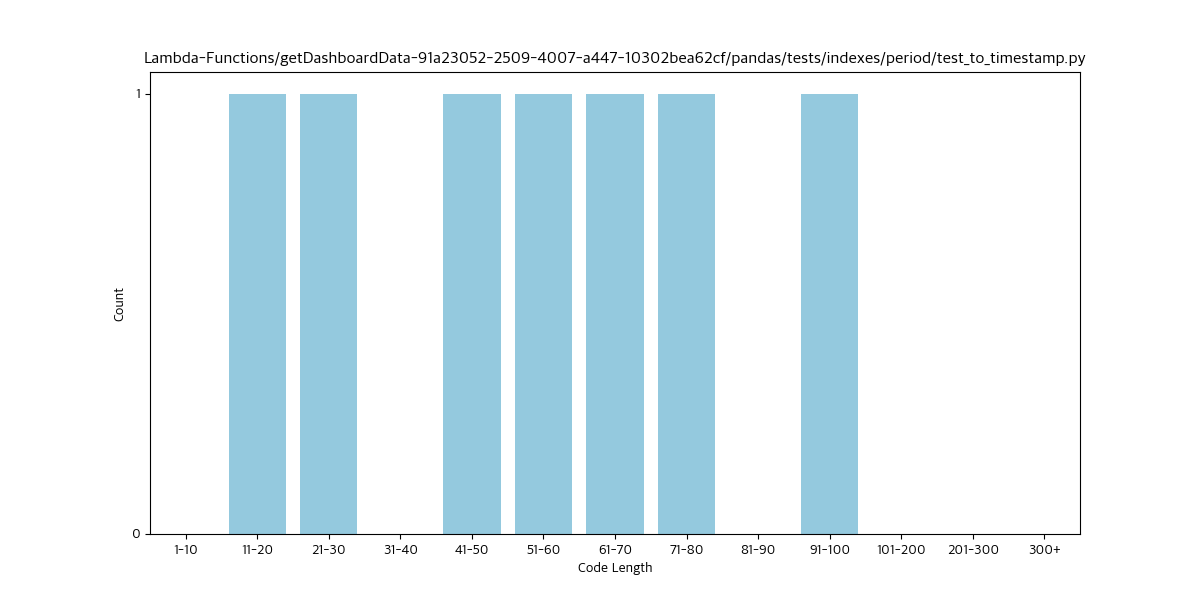 Lambda-Functions/getDashboardData-91a23052-2509-4007-a447-10302bea62cf/pandas/tests/indexes/period/test_to_timestamp.py
1
Count
0
1-10 11-20 21-30 31-40 41-50 51-60 61-70 71-80 81-90 91-100 101-200 201-300 300+
Code Length